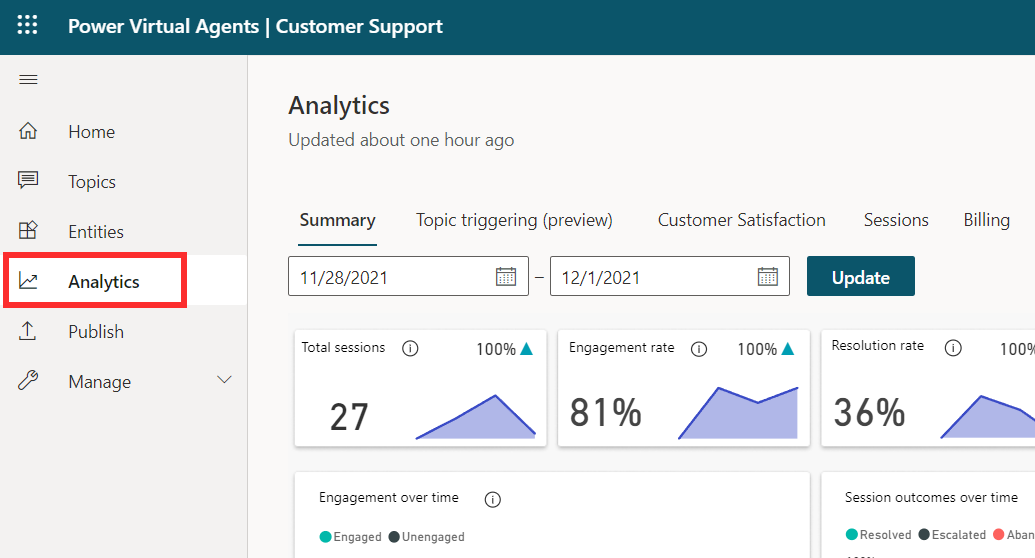 Power Virtual Agents | Customer Support
Home
Topics
Entities
Analytics
Publish
Manage
Analytics
Updated about one hour ago
Summary Topic triggering (preview) Customer Satisfaction Sessions Billing
11/28/2021 – 12/1/2021 Update
Total sessions 100%
27
Engagement rate 100%
81%
Resolution rate 100%
36%
Engagement over time
Engaged Unengaged
Session outcomes over time
Resolved Escalated Aban